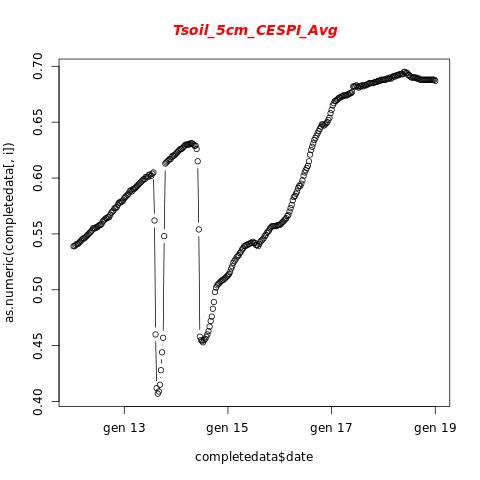 Tsoil_5cm_CESPI_Avg
as.numeric(completedata[, i])
0.70
0.65
0.60
0.55
0.50
0.45
0.40
gen 13
gen 15
gen 17
gen 19
completedata$date